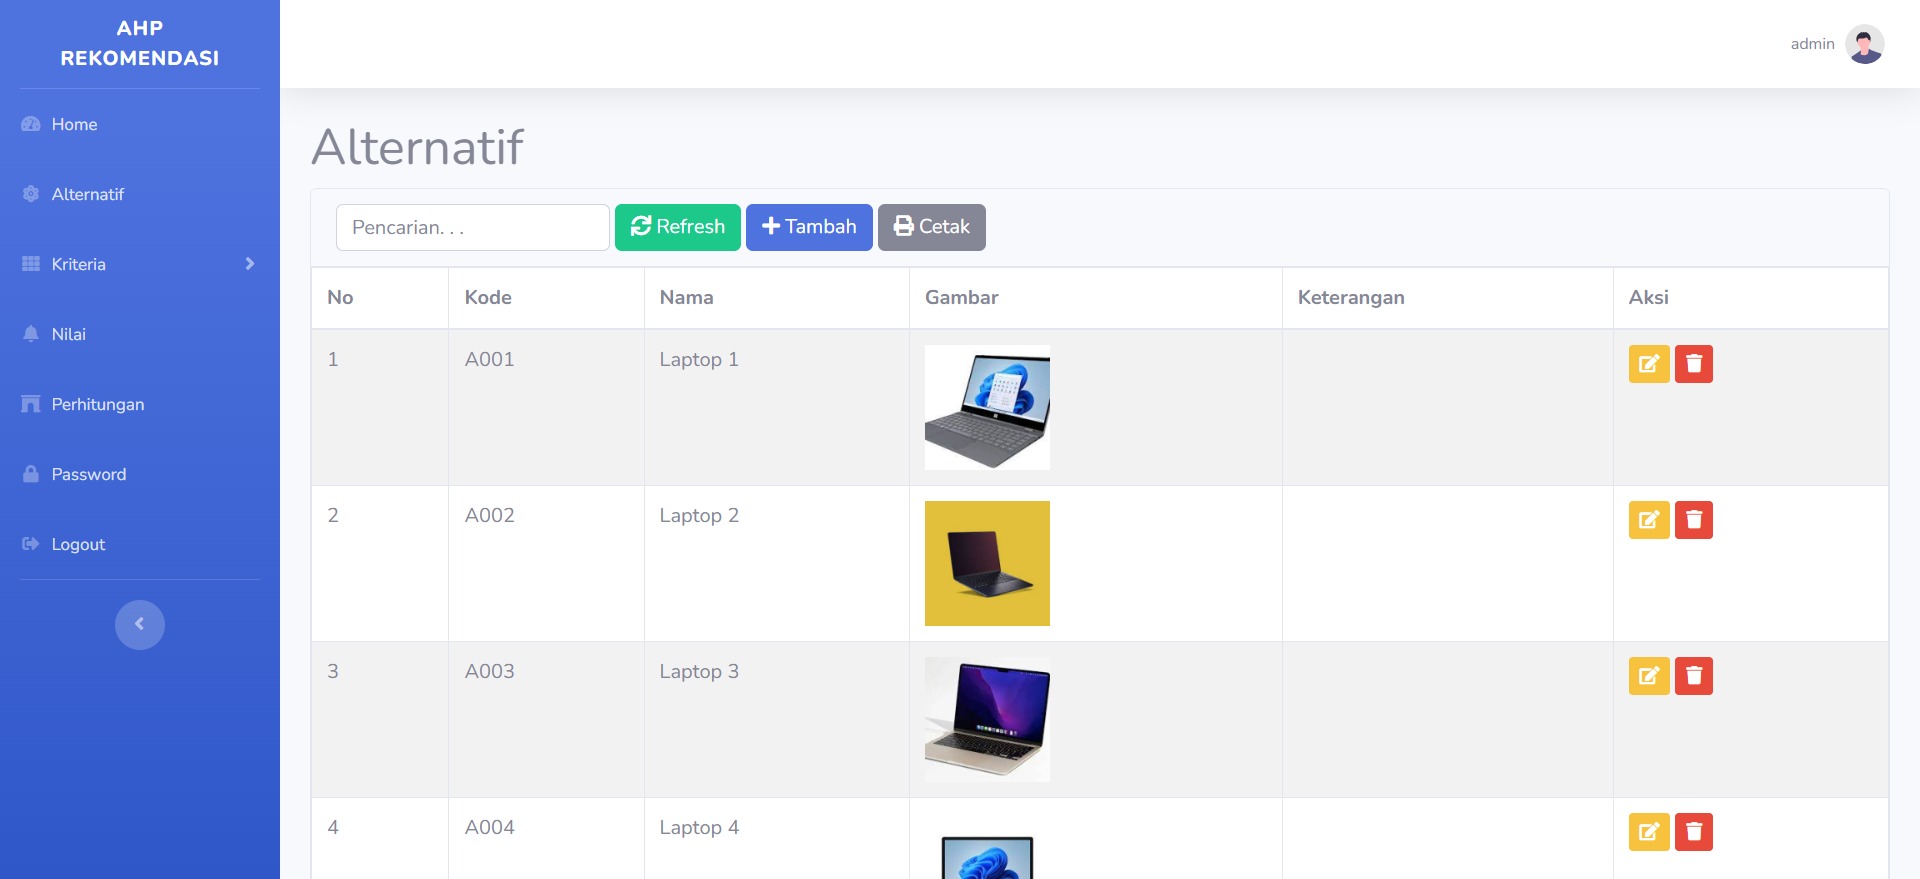 AHP
REKOMENDASI
admin
Home
Alternatif
Kriteria
Nilai
Perhitungan
Password
Logout
Alternatif
Pencarian. . .
Refresh
Tambah
Cetak
No Kode Nama Gambar Keterangan Aksi
1 A001 Laptop 1
2 A002 Laptop 2
3 A003 Laptop 3
4 A004 Laptop 4